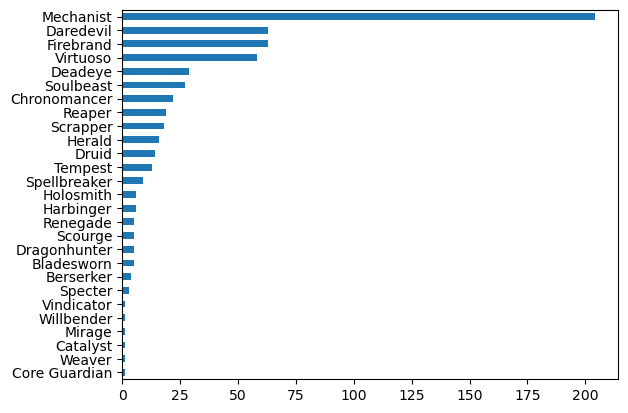 Mechanist
Daredevil
Firebrand
Virtuoso
Deadeye
Soulbeast
Chronomancer
Reaper
Scrapper
Herald
Druid
Tempest
Spellbreaker
Holosmith
Harbinger
Renegade
Scourge
Dragonhunter
Bladesworn
Berserker
Specter
Vindicator
Willbender
Mirage
Catalyst
Weaver
Core Guardian
0 25 50 75 100 125 150 175 200